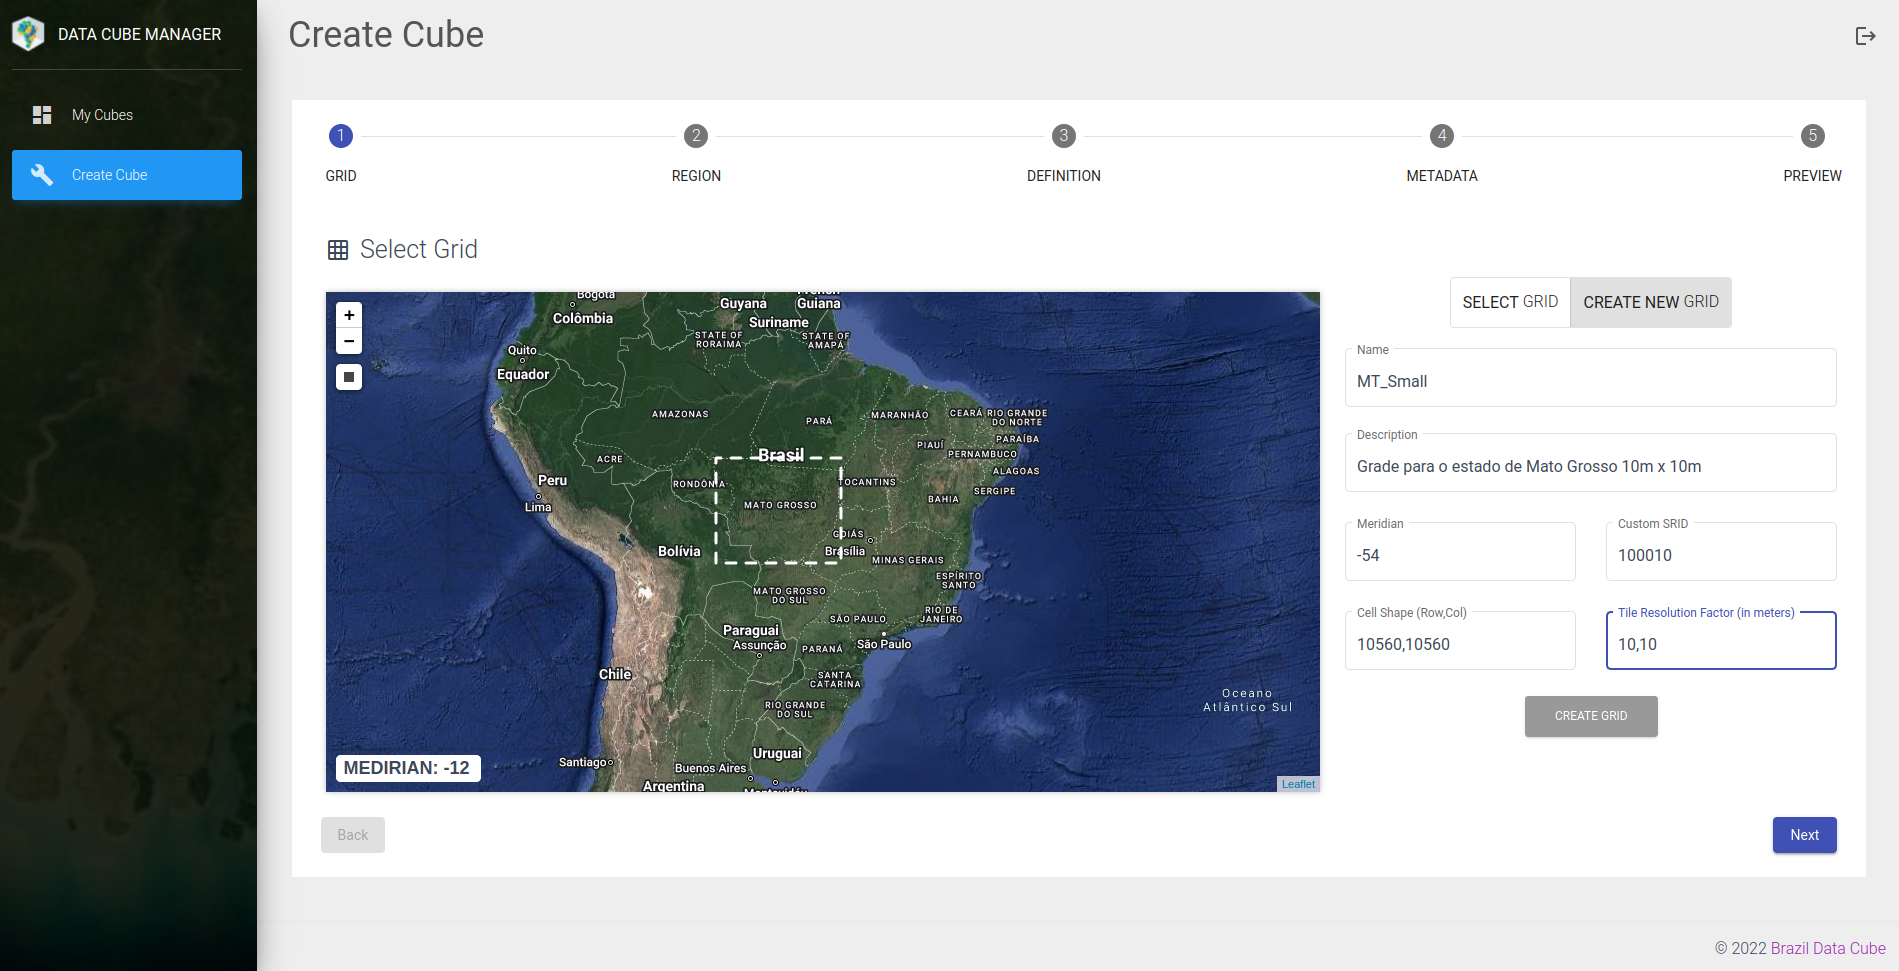 DATA CUBE MANAGER
My Cubes
Create Cube
Create Cube
1
2
3
4
5
GRID
REGION
DEFINITION
METADATA
PREVIEW
Select Grid
+
−
Bogotá
Colômbia
Guyana
French
Guiana
Suriname
STATE OF
RORAIMA
STATE OF
AMAPÁ
Quito
Equador
AMAZONAS
PARÁ
MARANHÃO
CEARÁ
RIO GRANDE
DO NORTE
PARAÍBA
PIAUÍ
PERNAMBUCO
ACRE
Brasil
ALAGOAS
Peru
RONDÔNIA
TOCANTINS
SERGIPE
BAHIA
Lima
MATO GROSSO
GOIÁS
Brasília
Bolívia
MINAS GERAIS
ESPÍRITO
SANTO
MATO GROSSO
DO SUL
RIO DE
JANEIRO
SÃO PAULO
Paraguai
Assunção
PARANÁ
São Paulo
Chile
SANTA
CATARINA
RIO GRANDE
DO SUL
Oceano
Atlântico Sul
Uruguai
Santiago
Buenos Aires
Argentina
Montevidéu
MEDIRIAN: -12
Leaflet
SELECT GRID
CREATE NEW GRID
Name
MT_Small
Description
Grade para o estado de Mato Grosso 10m x 10m
Meridian
-54
Custom SRID
100010
Cell Shape (Row,Col)
10560,10560
Tile Resolution Factor (in meters)
10,10
CREATE GRID
Back
Next
© 2022 Brazil Data Cube